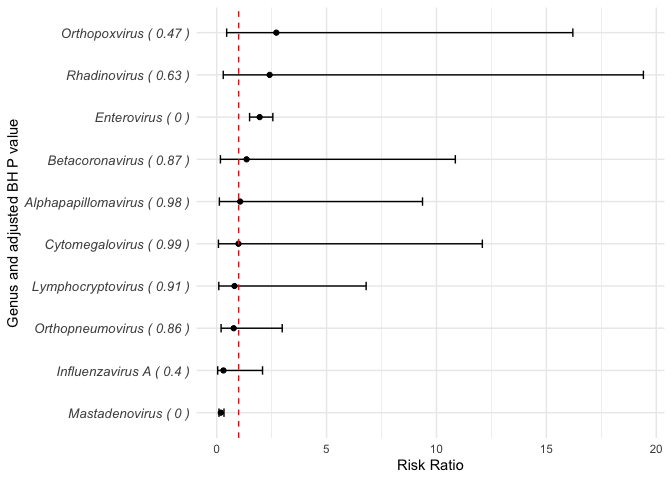 Genus and adjusted BH P value
Orthopoxvirus ( 0.47 )
Rhadinovirus ( 0.63 )
Enterovirus ( 0 )
Betacoronavirus ( 0.87 )
Alphapapillomavirus ( 0.98 )
Cytomegalovirus ( 0.99 )
Lymphocryptovirus ( 0.91 )
Orthopneumovirus ( 0.86 )
Influenzavirus A ( 0.4 )
Mastadenovirus ( 0 )
0 5 10 15 20
Risk Ratio